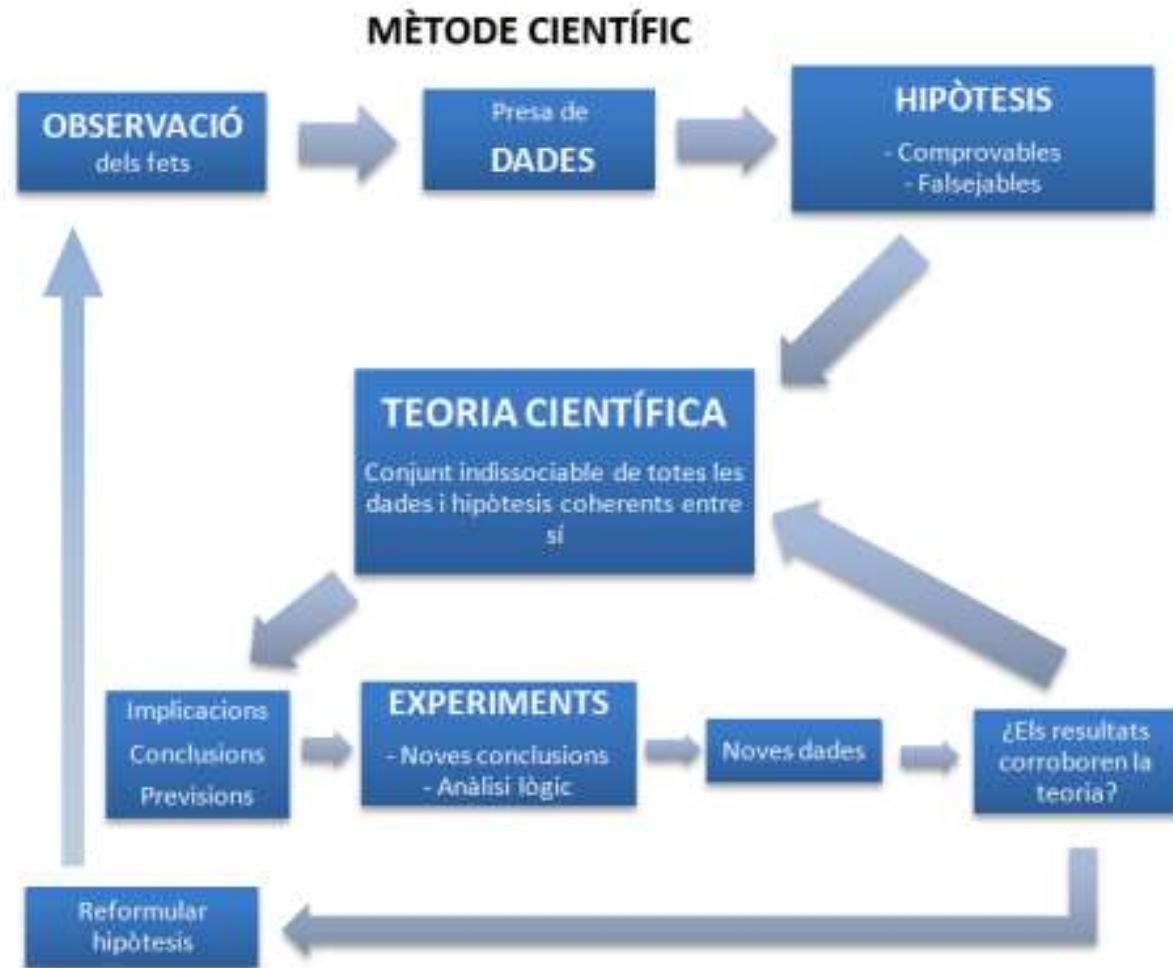 MÈTODE CIENTÍFIC
OBSERVACIÓ
dels fets
Presa de
DADES
HIPÒTESIS
- Comprovables
- Falsejables
TEORIA CIENTÍFICA
Conjunt indissociable de totes les
dades i hipòtesis coherents entre
sí
Implicacions
Conclusions
Previsions
EXPERIMENTS
- Noves conclusions
- Anàlisi lògic
Noves dades
¿Els resultats
corroboren la
teoria?
Reformular
hipòtesis